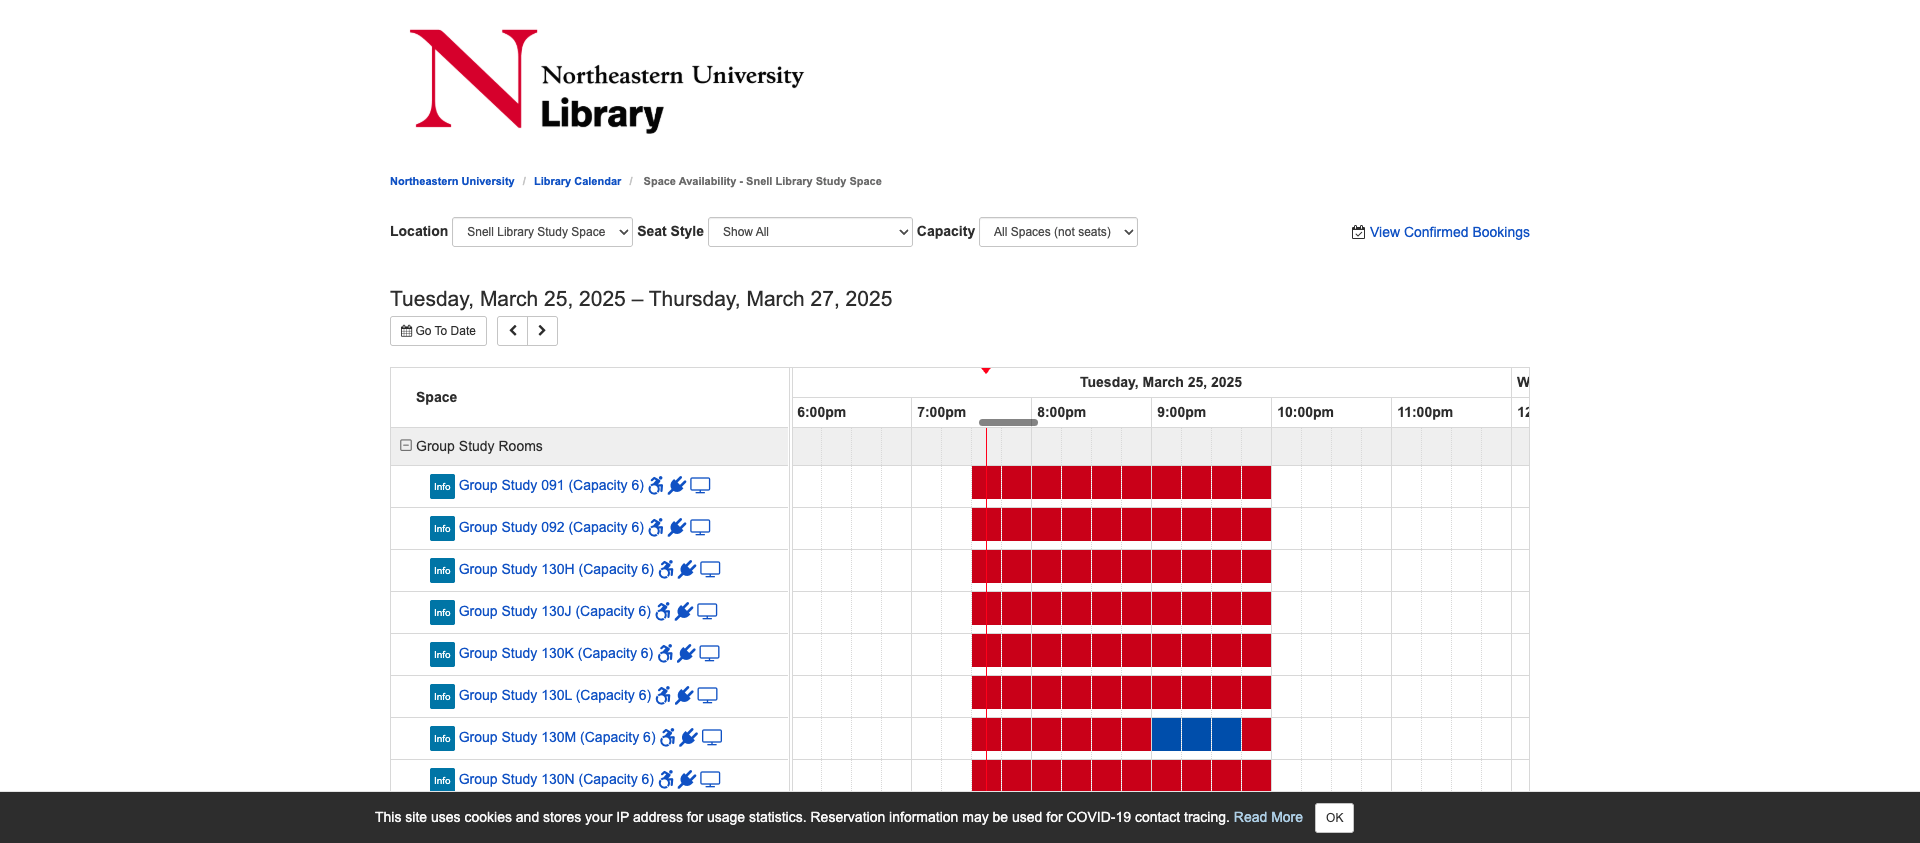 Northeastern University
Library
Northeastern University / Library Calendar / Space Availability - Snell Library Study Space
Location Snell Library Study Space Seat Style Show All Capacity All Spaces (not seats) View Confirmed Bookings
Tuesday, March 25, 2025 – Thursday, March 27, 2025
Go To Date
Space
Tuesday, March 25, 2025 W
6:00pm 7:00pm 8:00pm 9:00pm 10:00pm 11:00pm 12
Group Study Rooms
Info Group Study 091 (Capacity 6)
Info Group Study 092 (Capacity 6)
Info Group Study 130H (Capacity 6)
Info Group Study 130J (Capacity 6)
Info Group Study 130K (Capacity 6)
Info Group Study 130L (Capacity 6)
Info Group Study 130M (Capacity 6)
Info Group Study 130N (Capacity 6)
This site uses cookies and stores your IP address for usage statistics. Reservation information may be used for COVID-19 contact tracing. Read More OK